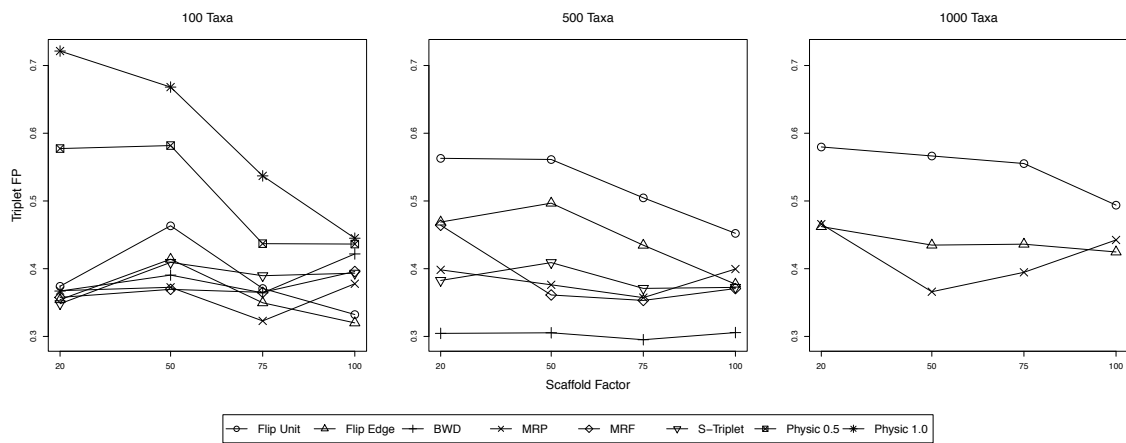 100 Taxa
500 Taxa
1000 Taxa
Triplet FP
0.7
0.6
0.5
0.4
0.3
20 50 75 100
0.7
0.6
0.5
0.4
0.3
20 50 75 100
0.7
0.6
0.5
0.4
0.3
20 50 75 100
Scaffold Factor
Flip Unit Flip Edge BWD MRP MRF S-Triplet Physic 0.5 Physic 1.0